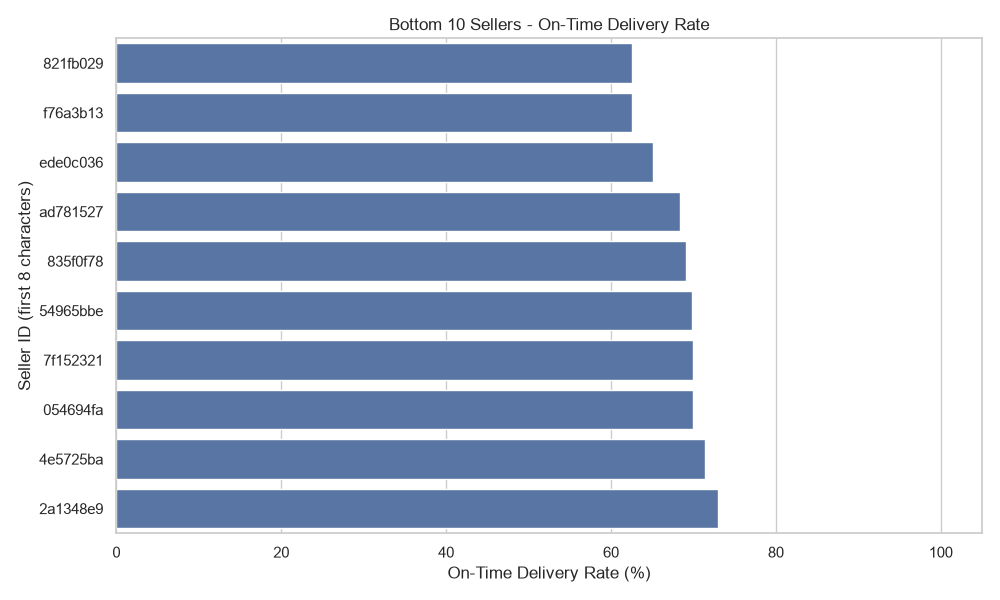 Bottom 10 Sellers - On-Time Delivery Rate
Seller ID (first 8 characters)
821fb029
f76a3b13
ede0c036
ad781527
835f0f78
54965bbe
7f152321
054694fa
4e5725ba
2a1348e9
0 20 40 60 80 100
On-Time Delivery Rate (%)